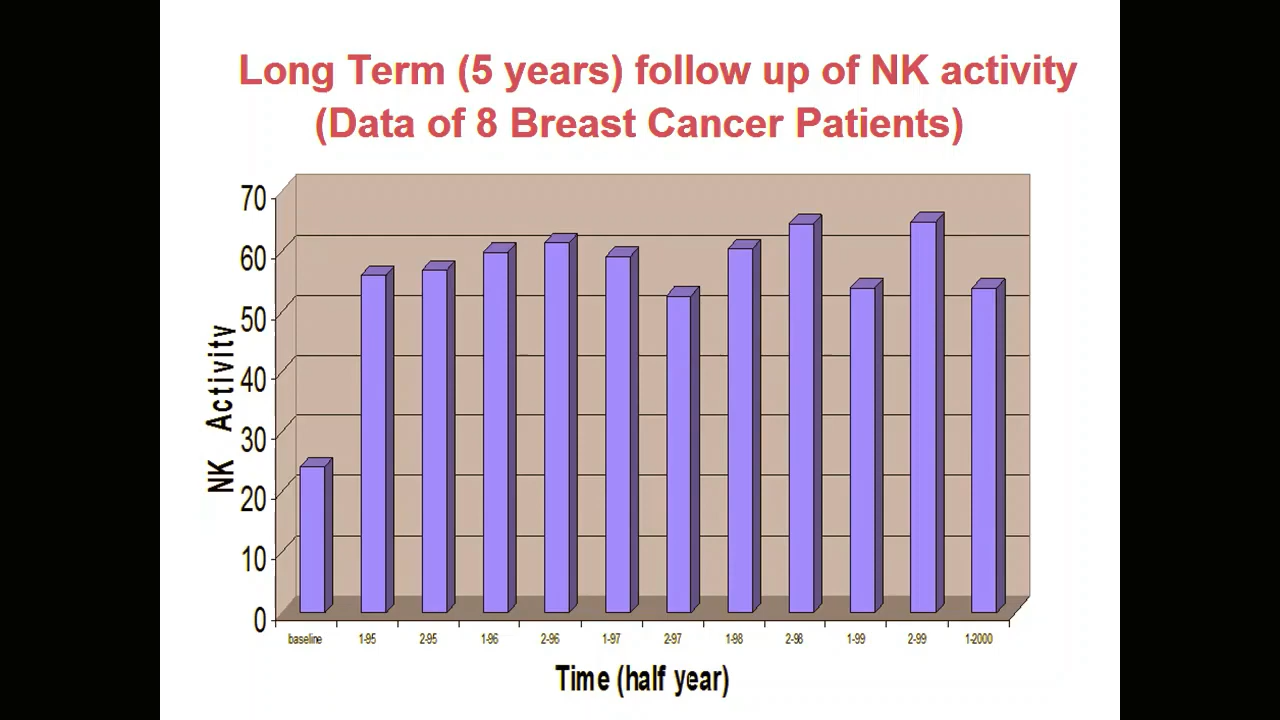 Long Term (5 years) follow up of NK activity
(Data of 8 Breast Cancer Patients)
70
60
50
40
30
20
10
0
NK Activity
baseline 1-95 2-95 1-96 2-96 1-97 2-97 1-98 2-98 1-99 2-99 1-2000
Time (half year)